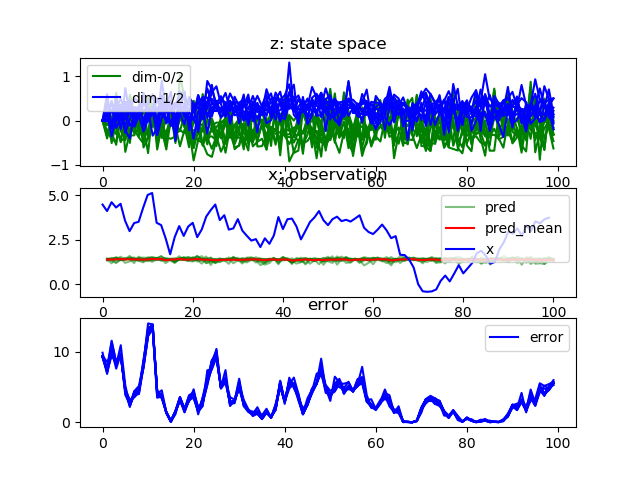 z: state space
dim-0/2
dim-1/2
1
0
−1
0 20 40 60 80 100
x: observation
pred
pred_mean
x
5.0
2.5
0.0
0 20 40 60 80 100
error
error
10
0
0 20 40 60 80 100